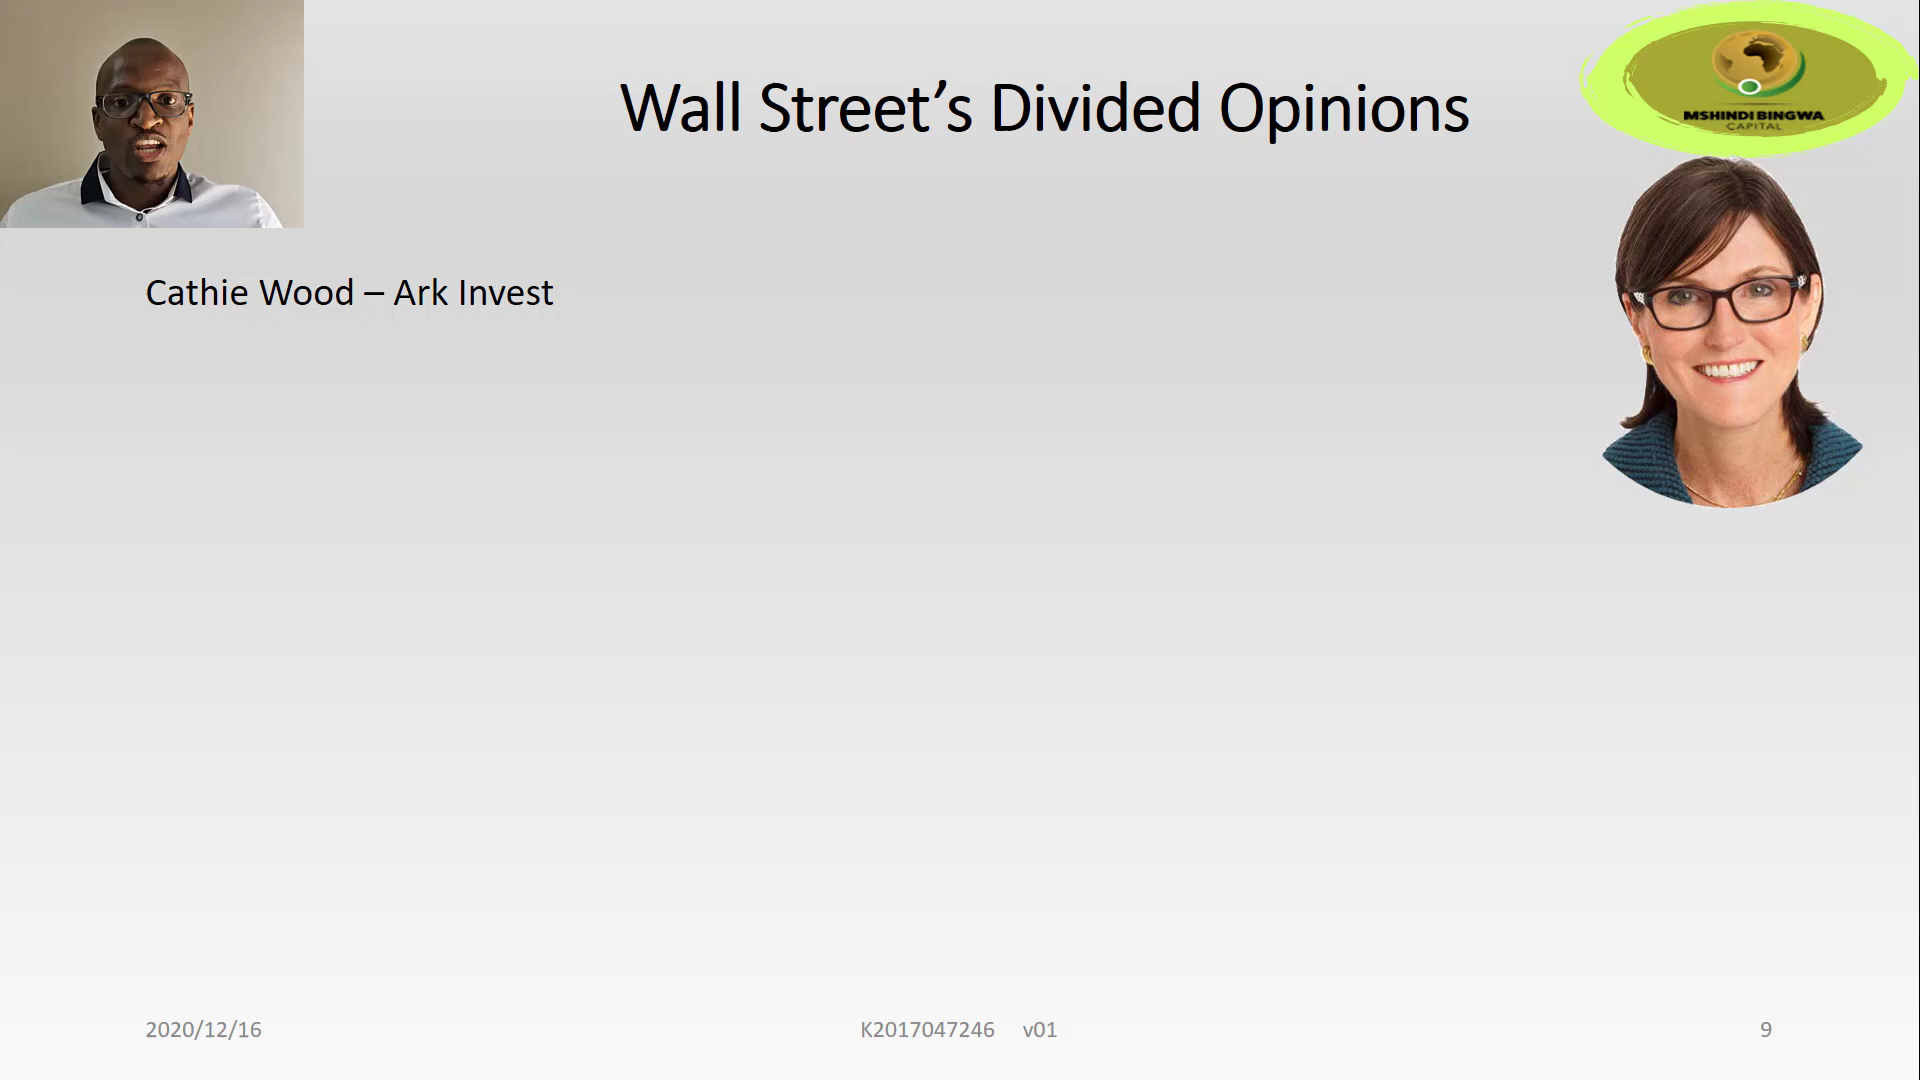 Wall Street’s Divided Opinions
MSHINDI BINGWA
CAPITAL
Cathie Wood – Ark Invest
2020/12/16
K2017047246 v01
9